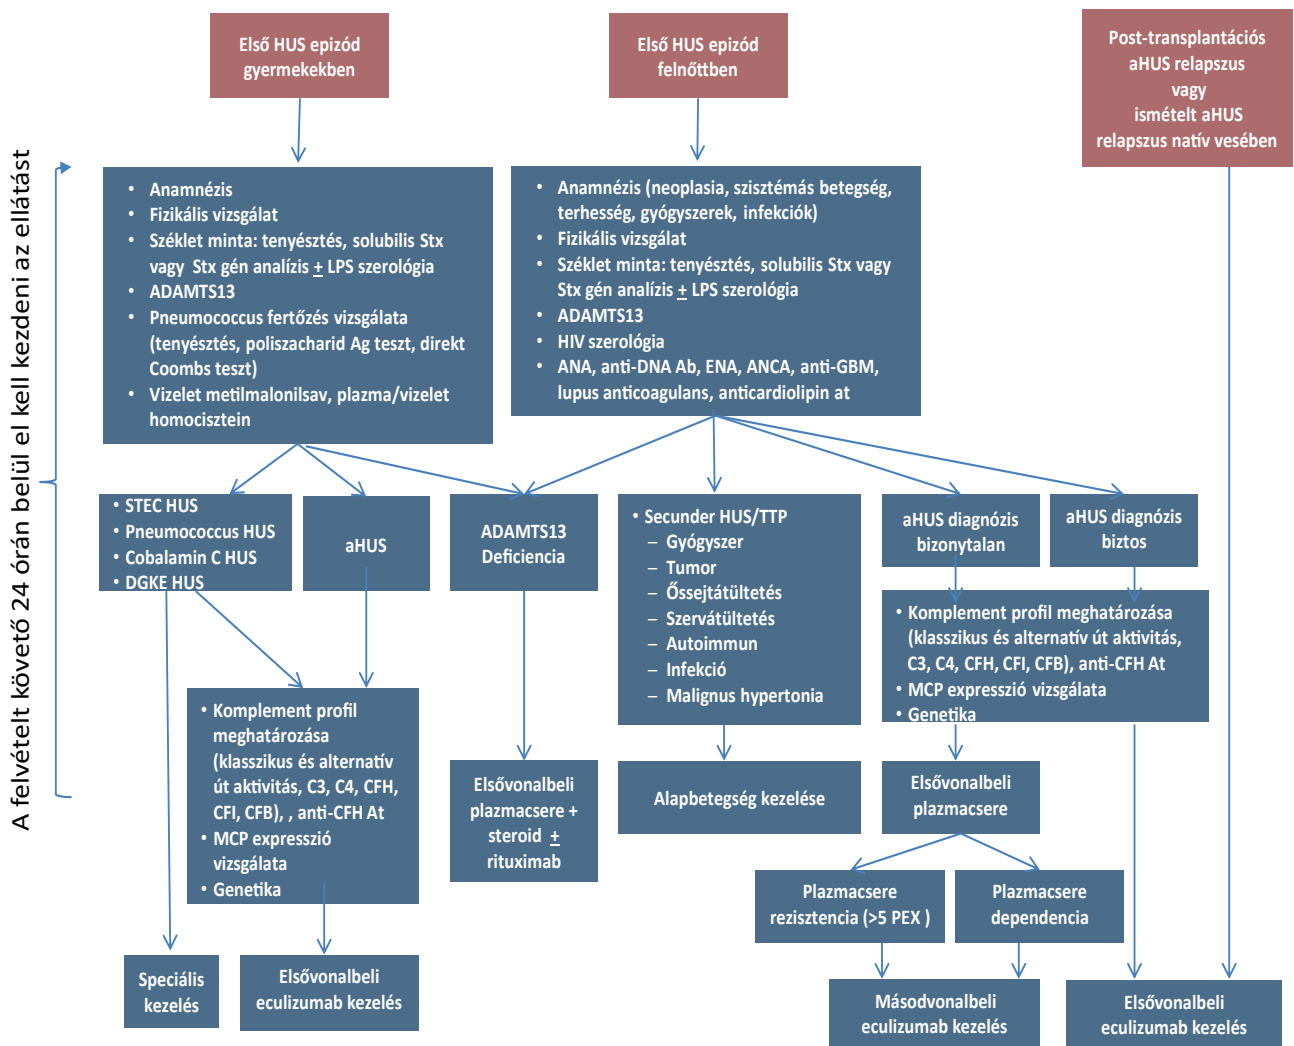 Első HUS epizód
gyermekekben
Első HUS epizód
felnőttben
Post-transplantációs
aHUS relapszus
vagy
ismételt aHUS
relapszus natív vesében
A felvételt követő 24 órán belül el kell kezdeni az ellátást
• Anamnézis
• Fizikális vizsgálat
• Széklet minta: tenyésztés, solubilis Stx
vagy Stx gén analízis ± LPS szerológia
• ADAMTS13
• Pneumococcus fertőzés vizsgálata
(tenyésztés, poliszacharid Ag teszt, direkt
Coombs teszt)
• Vizelet metilmalonilsav, plazma/vizelet
homocisztein
• Anamnézis (neoplasia, szisztémás betegség,
terhesség, gyógyszerek, infekciók)
• Fizikális vizsgálat
• Széklet minta: tenyésztés, solubilis Stx vagy
Stx gén analízis ± LPS szerológia
• ADAMTS13
• HIV szerológia
• ANA, anti-DNA Ab, ENA, ANCA, anti-GBM,
lupus anticoagulans, anticardiolipin at
• STEC HUS
• Pneumococcus HUS
• Cobalamin C HUS
• DGKE HUS
aHUS
ADAMTS13
Deficiencia
• Secunder HUS/TTP
– Gyógyszer
– Tumor
– Őssejtátültetés
– Szervátültetés
– Autoimmun
– Infekció
– Malignus hypertonia
aHUS diagnózis
bizonytalan
aHUS diagnózis
biztos
• Komplement profil meghatározása
(klasszikus és alternatív út aktivitás,
C3, C4, CFH, CFI, CFB), anti-CFH At
• MCP expresszió vizsgálata
• Genetika
• Komplement profil
meghatározása
(klasszikus és alternatív
út aktivitás, C3, C4, CFH,
CFI, CFB), , anti-CFH At
• MCP expresszió
vizsgálata
• Genetika
Elsővonalbeli
plazmacsere +
steroid ±
rituximab
Alapbetegség kezelése
Elsővonalbeli
plazmacsere
Plazmacsere
rezisztencia (>5 PEX )
Plazmacsere
dependencia
Speciális
kezelés
Elsővonalbeli
eculizumab kezelés
Másodvonalbeli
eculizumab kezelés
Elsővonalbeli
eculizumab kezelés